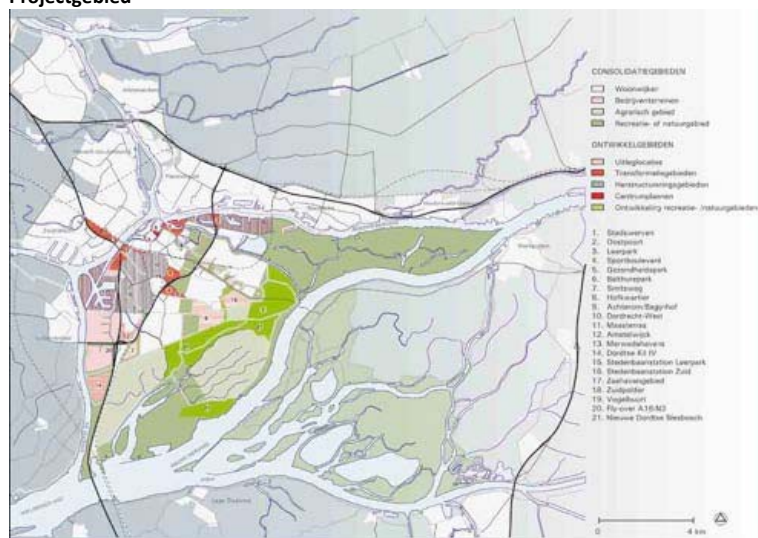 Projectgebied
CONSOLIDATIEGEBIEDEN
Woonwijken
Bedrijventerreinen
Agrarisch gebied
Recreatie- of natuurgebied
ONTWIKKELGEBIEDEN
Uitleglocaties
Transformatiegebieden
Herstructureringsgebieden
Centrumplannen
Ontwikkeling recreatie- /natuurgebieden
1. Stadswerven
2. Oostpoort
3. Leerpark
4. Sportboulevard
5. Gezondheidspark
6. Belthurepark
7. Smitsweg
8. Hofkwartier
9. Achterom/Bagijnhof
10. Dordrecht-West
11. Maasterras
12. Amstelwijck
13. Merwedehavens
14. Dordtse Kil IV
15. Stedenbaanstation Leerpark
16. Stedenbaanstation Zuid
17. Zeehavengebied
18. Zuidpolder
19. Vogelbuurt
20. Fly-over A16/N3
21. Nieuwe Dordtse Biesbosch
0
4 km